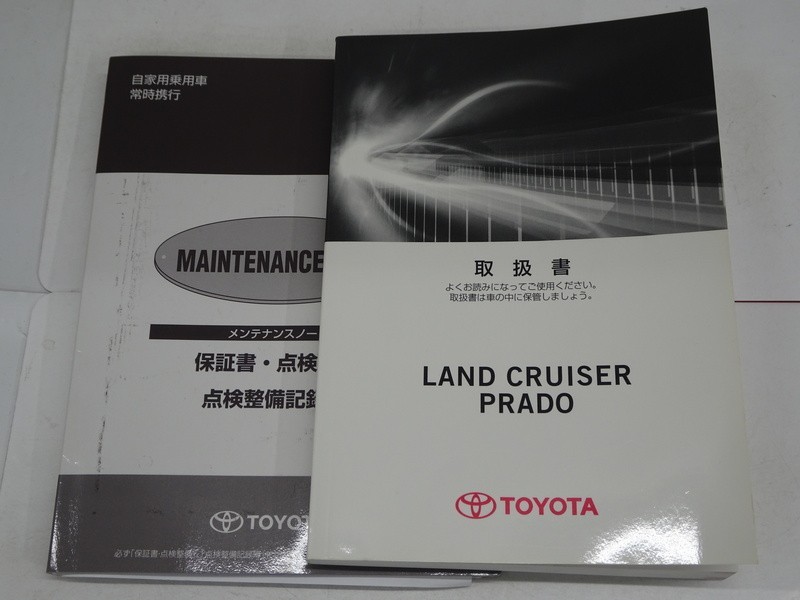 自家用乗用車
常時携行
MAINTENANCE
メンテナンスノー
保証書・点検
点検整備記録
TOYOT
取扱書
よくお読みになってご使用ください。
取扱書は車の中に保管しましょう。
LAND CRUISER
PRADO
TOYOTA